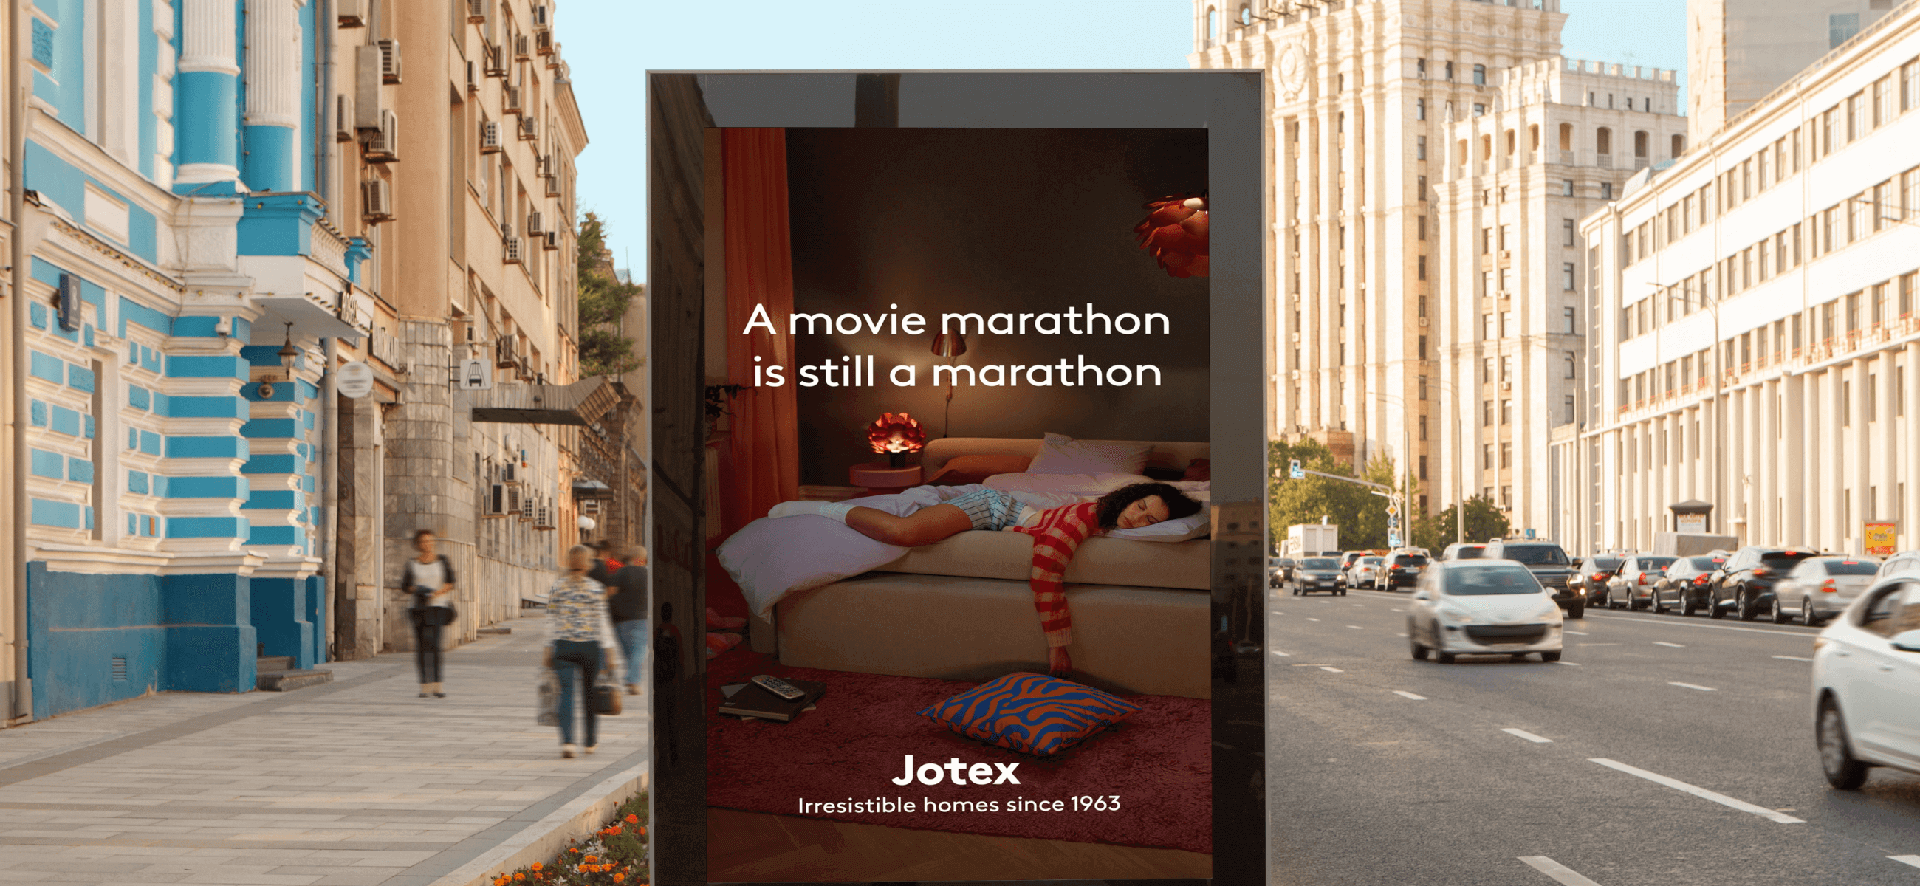 A movie marathon
is still a marathon
Jotex
Irresistible homes since 1963